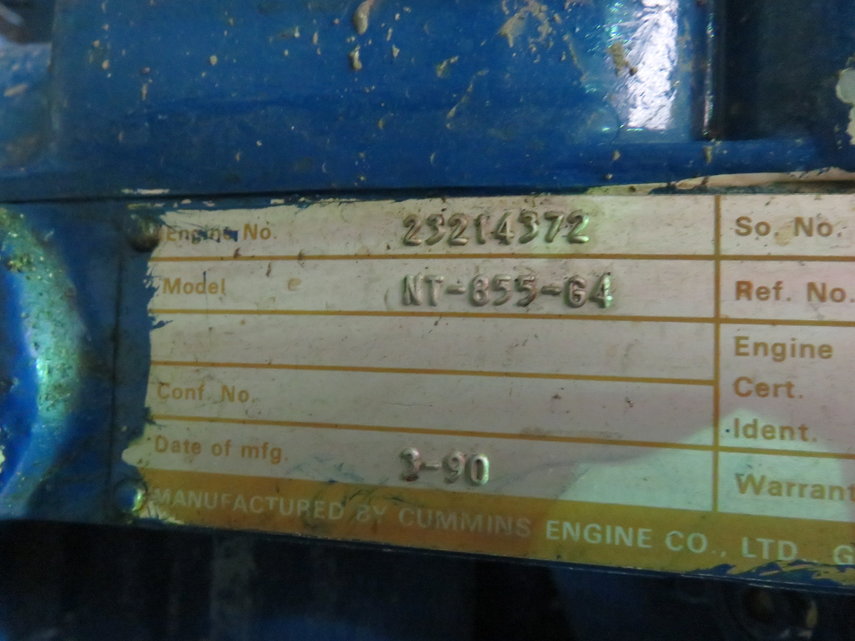 Engine No. 23214372 So. No.
Model NT-855-G4 Ref. No.
Engine
Cert.
Ident.
Conf. No.
Date of mfg. 3-90 Warrant
MANUFACTURED BY CUMMINS ENGINE CO., LTD. G